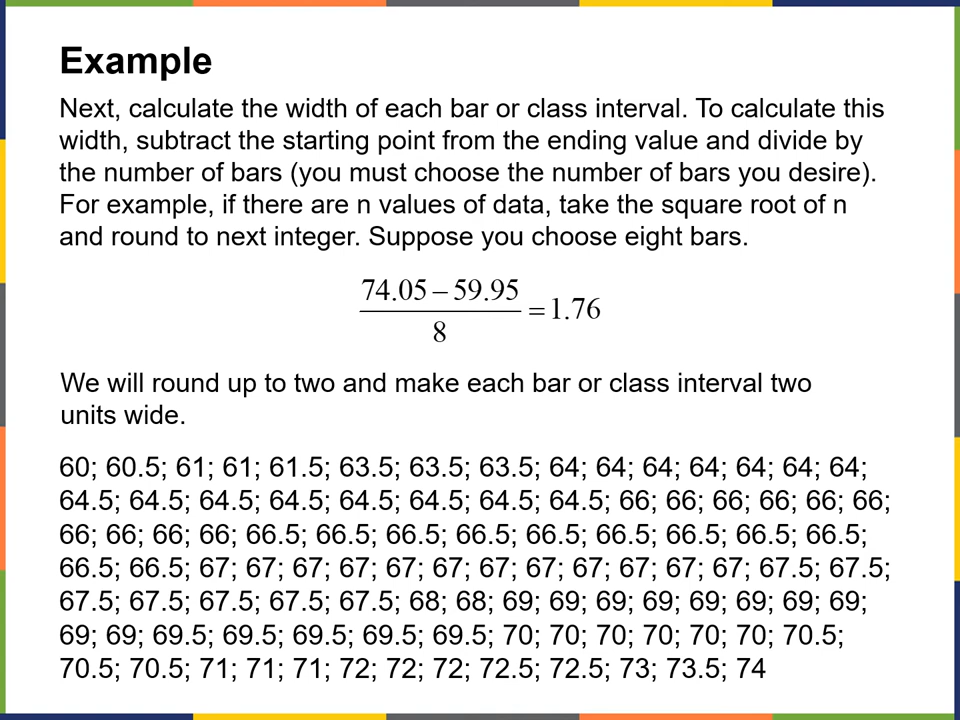 Example
Next, calculate the width of each bar or class interval. To calculate this
width, subtract the starting point from the ending value and divide by
the number of bars (you must choose the number of bars you desire).
For example, if there are n values of data, take the square root of n
and round to next integer. Suppose you choose eight bars.
74.05 – 59.95
8
= 1.76
We will round up to two and make each bar or class interval two
units wide.
60; 60.5; 61; 61; 61.5; 63.5; 63.5; 63.5; 64; 64; 64; 64; 64; 64; 64;
64.5; 64.5; 64.5; 64.5; 64.5; 64.5; 64.5; 64.5; 66; 66; 66; 66; 66; 66;
66; 66; 66; 66; 66.5; 66.5; 66.5; 66.5; 66.5; 66.5; 66.5; 66.5; 66.5;
66.5; 66.5; 67; 67; 67; 67; 67; 67; 67; 67; 67; 67; 67; 67; 67.5; 67.5;
67.5; 67.5; 67.5; 67.5; 67.5; 68; 68; 69; 69; 69; 69; 69; 69; 69; 69;
69; 69; 69.5; 69.5; 69.5; 69.5; 69.5; 70; 70; 70; 70; 70; 70; 70.5;
70.5; 70.5; 71; 71; 71; 72; 72; 72; 72.5; 72.5; 73; 73.5; 74